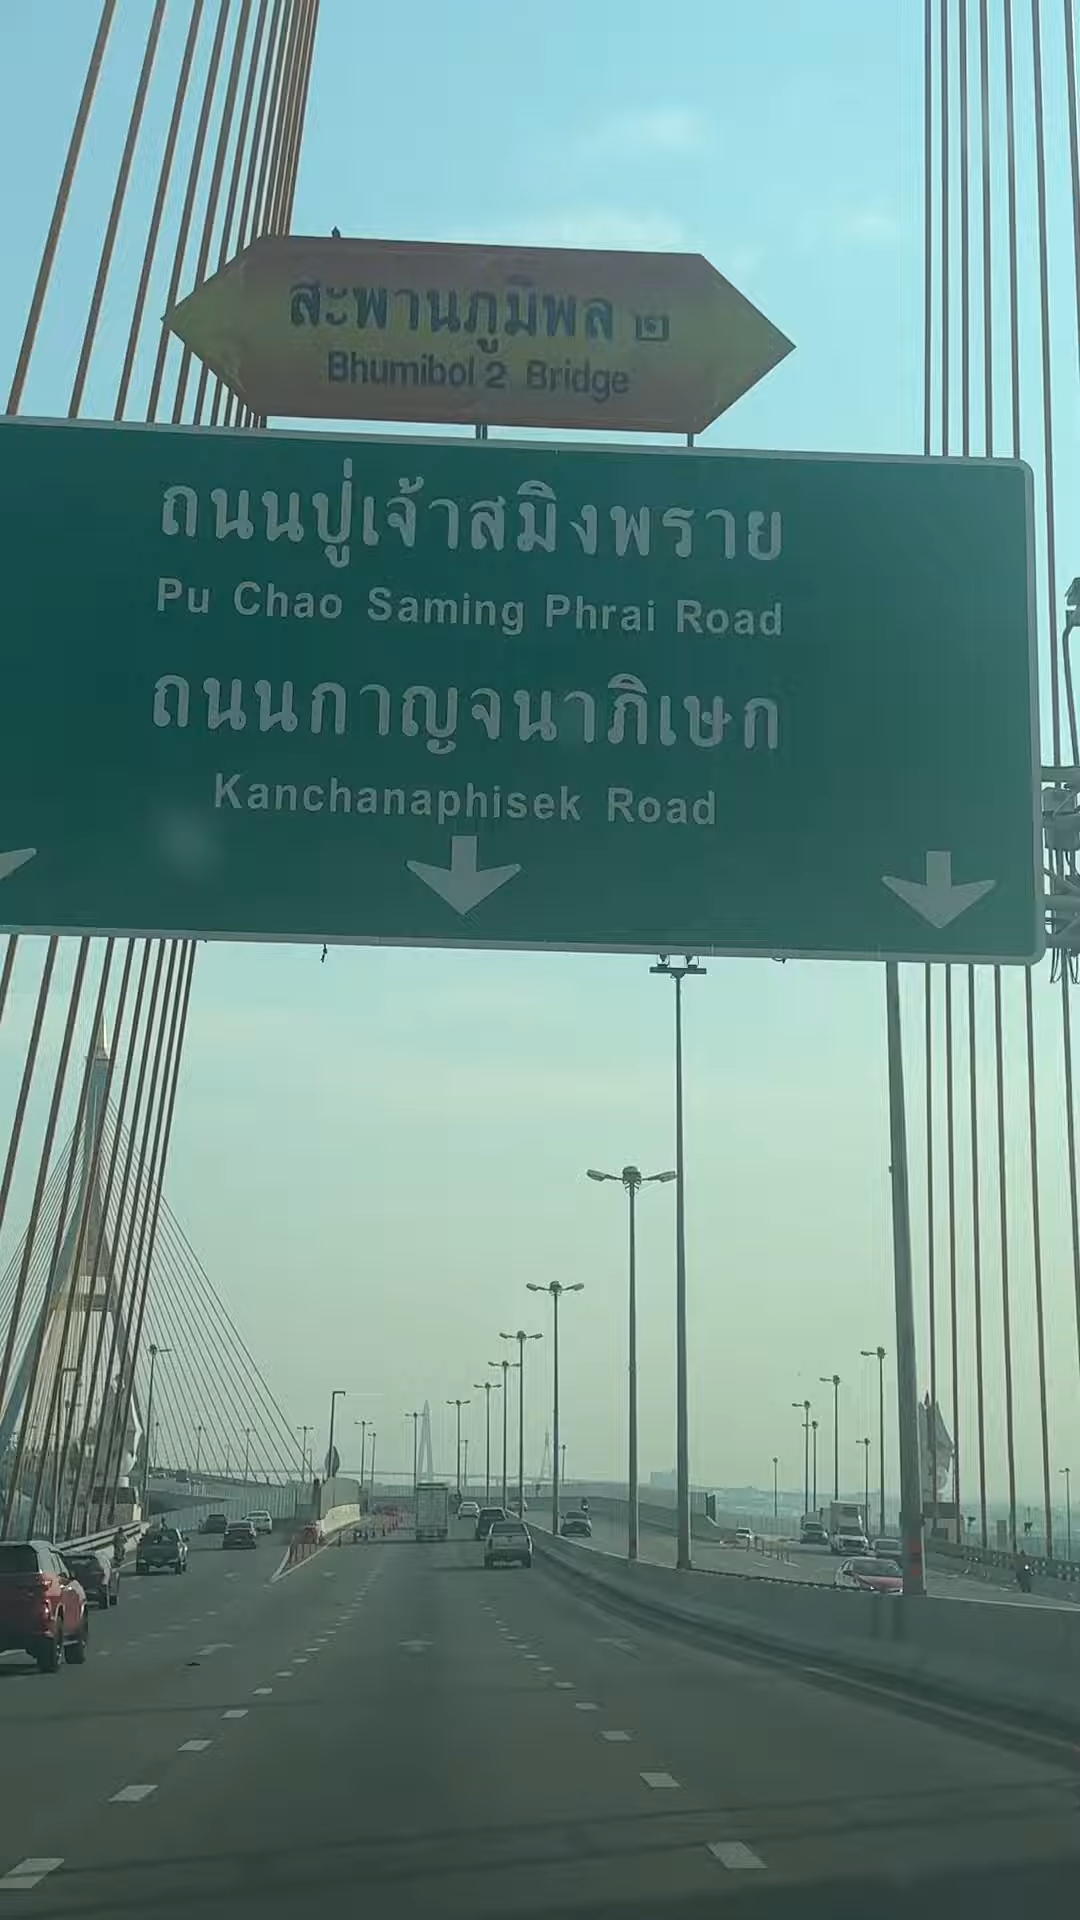 สะพานภูมิพล ๒
Bhumibol 2 Bridge
ถนนปู่เจ้าสมิงพราย
Pu Chao Saming Phrai Road
ถนนกาญจนาภิเษก
Kanchanaphisek Road